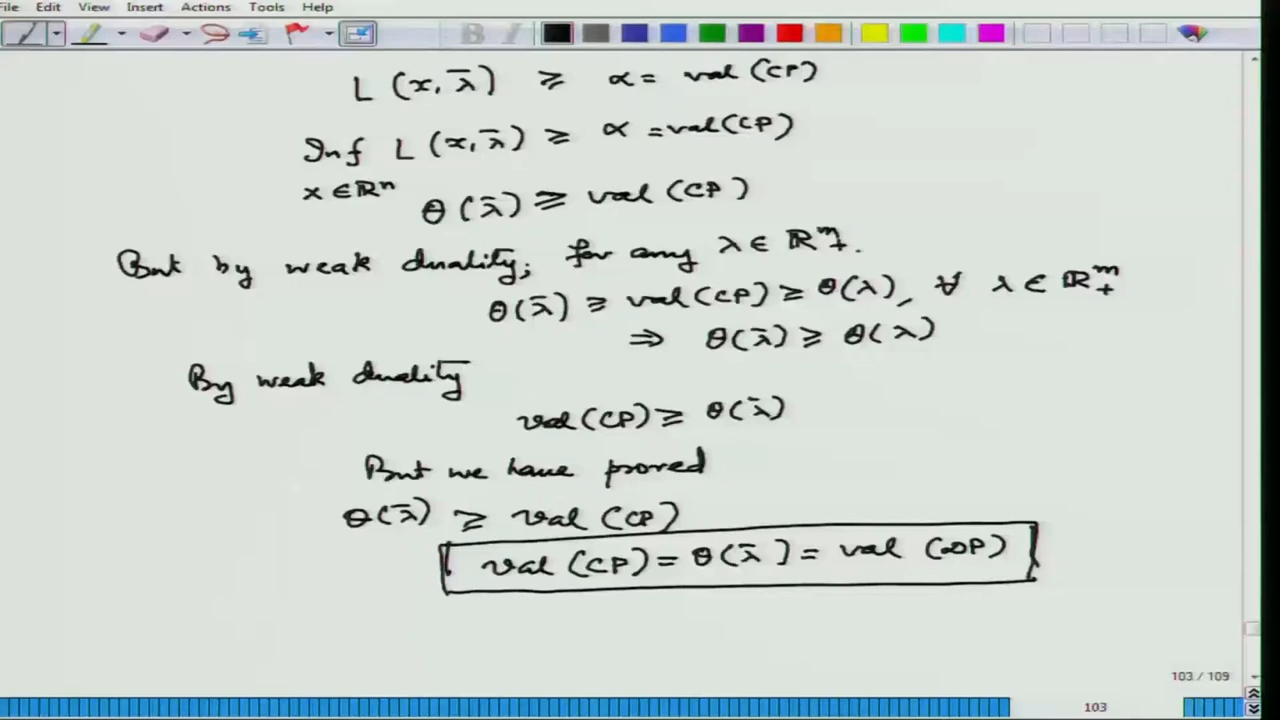 File Edit View Insert Actions Tools Help
B I
L (x, λ̄) ≥ α = val (CP)
Inf L (x, λ̄) ≥ α = val (CP)
x ∈ ℝⁿ
θ (λ̄) ≥ val (CP)
But by weak duality; for any λ ∈ ℝᵐ₊.
θ(λ̄) ≥ val (CP) ≥ θ(λ), ∀ λ ∈ ℝᵐ₊
⇒ θ(λ̄) ≥ θ(λ)
By weak duality
val (CP) ≥ θ(λ̄)
But we have proved
θ(λ̄) ≥ val (CP)
val (CP) = θ(λ̄) = val (DP)
103 / 109
103